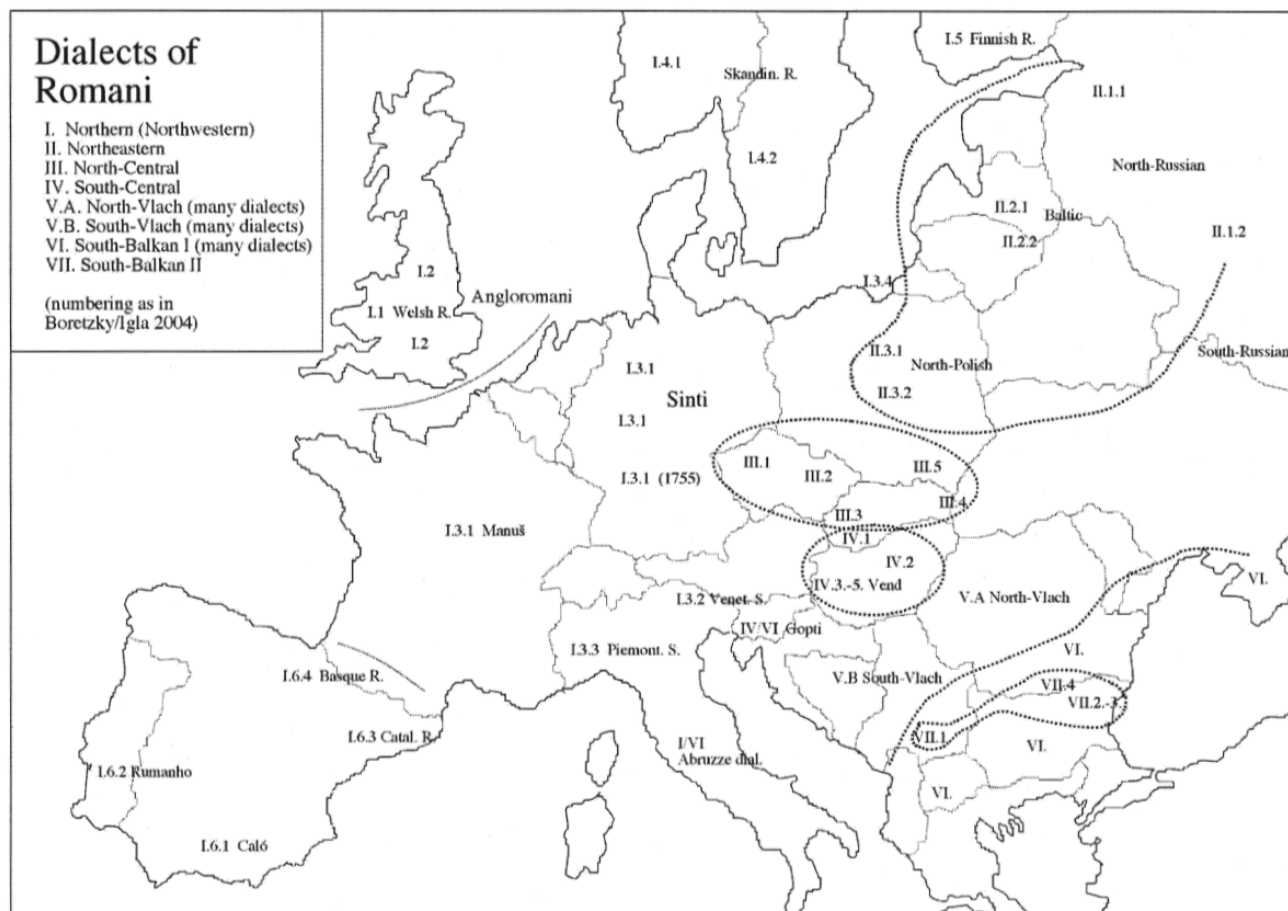 Dialects of
Romani
I. Northern (Northwestern)
II. Northeastern
III. North-Central
IV. South-Central
V.A. North-Vlach (many dialects)
V.B. South-Vlach (many dialects)
VI. South-Balkan I (many dialects)
VII. South-Balkan II
(numbering as in
Boretzky/Igla 2004)
I.5 Finnish R.
I.4.1
Skandin. R.
II.1.1
I.4.2
North-Russian
II.2.1
Baltic
II.2.2
II.1.2
I.2
I.3.4
Angloromani
I.1 Welsh R.
I.2
II.3.1
North-Polish
South-Russian
I.3.1
II.3.2
Sinti
I.3.1
III.1
III.2
III.5
I.3.1 (1755)
III.4
III.3
I.3.1 Manuš
IV.1
IV.2
IV.3.-5. Vend
VI.
I.3.2 Venet. S.
V.A North-Vlach
IV/VI Gopti
I.3.3 Piemont. S.
VI.
I.6.4 Basque R.
V.B South-Vlach
VII.4
VII.2.-3.
I.6.3 Catal. R.
VII.1
I/VI
Abruzze dial.
VI.
I.6.2 Rumanho
VI.
I.6.1 Caló